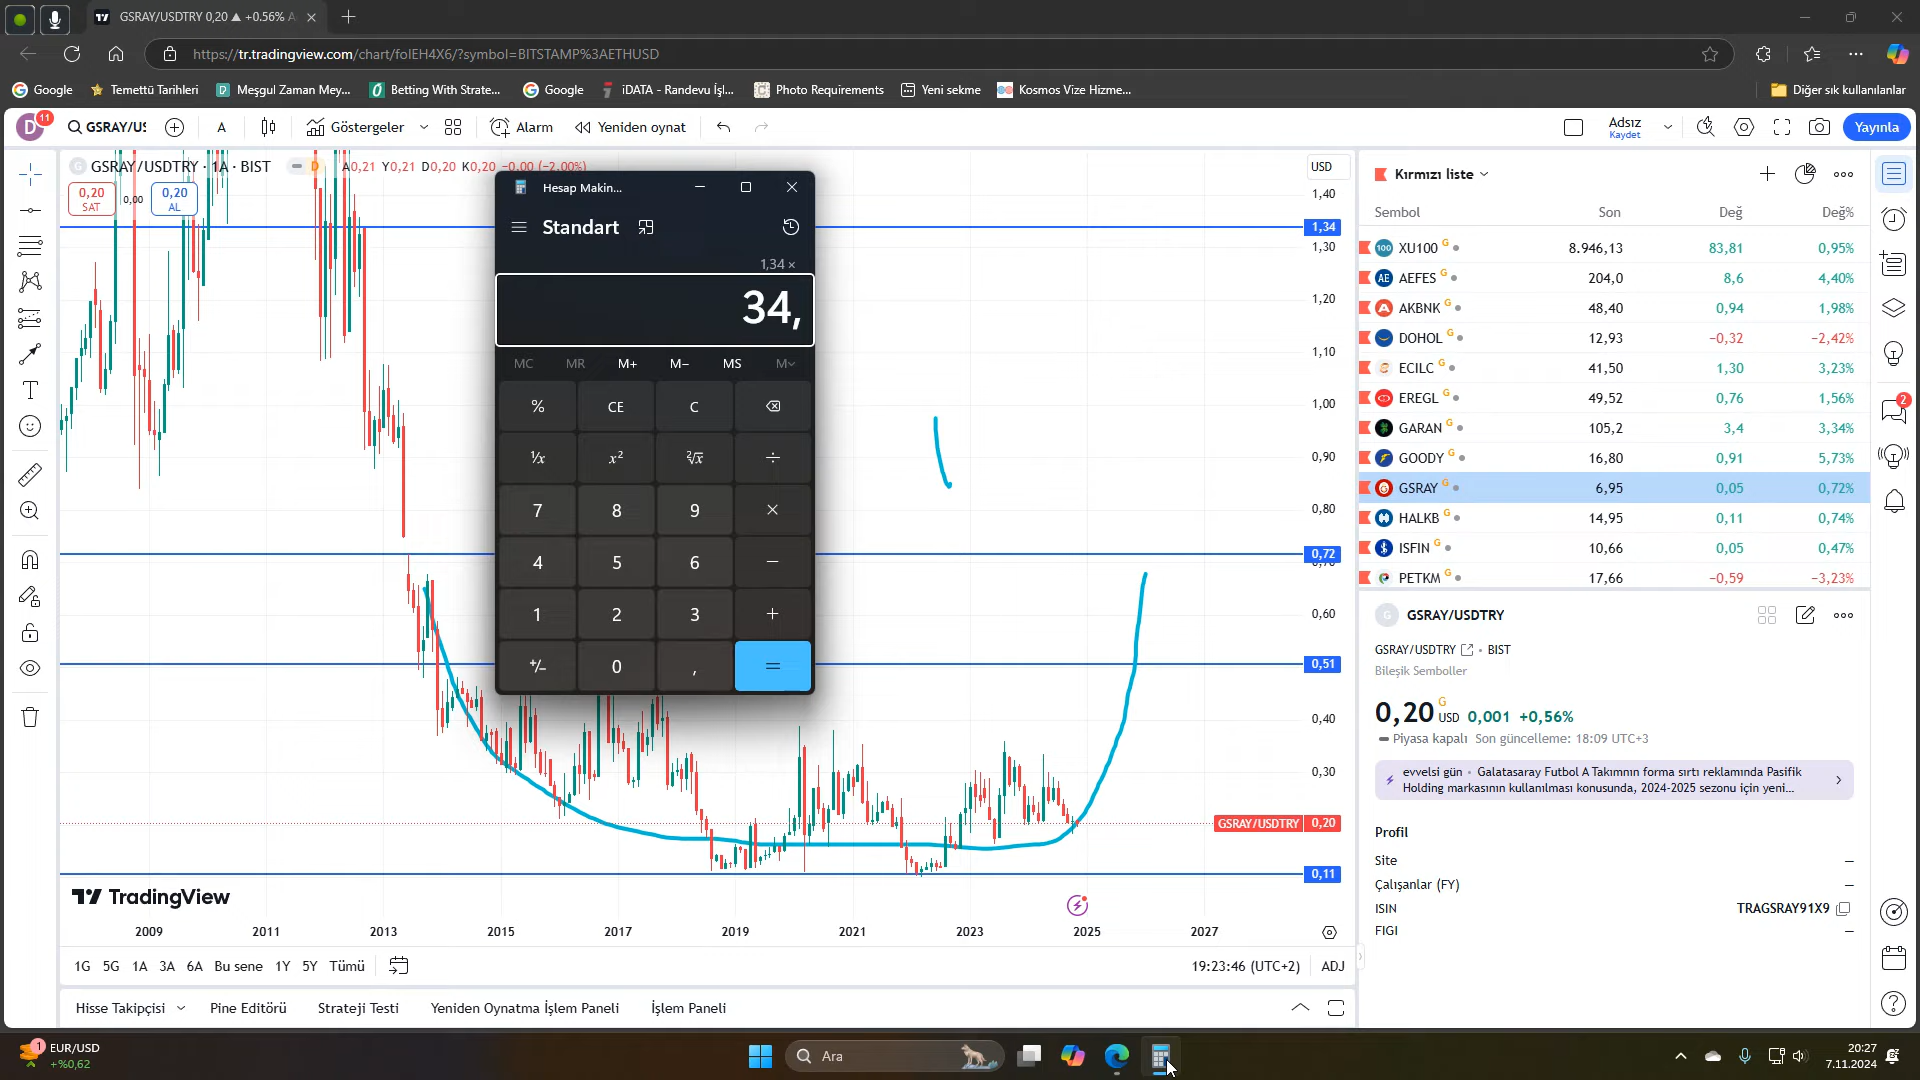 GSRAY/USDTRY 0,20 ▲ +0.56% A
https://tr.tradingview.com/chart/folEH4X6/?symbol=BITSTAMP%3AETHUSD
Google
Temettü Tarihleri
Meşgul Zaman Mey...
Betting With Strate...
Google
iDATA - Randevu İşl...
Photo Requirements
Yeni sekme
Kosmos Vize Hizme...
Diğer sık kullanılanlar
D 11
GSRAY/US
A
Göstergeler
Alarm
Yeniden oynat
Adsız
Kaydet
Yayınla
GSRAY/USDTRY · 1A · BIST
D
A0,21 Y0,21 D0,20 K0,20 −0.00 (−2.00%)
0,20
SAT
0,00
0,20
AL
USD
1,40
1,34
1,30
1,20
1,10
1,00
0,90
0,80
0,72
0,60
0,51
0,40
0,30
GSRAY/USDTRY 0,20
0,11
Hesap Makin...
Standart
1,34 ×
34,
MC MR M+ M− MS M
% CE C
¹/x x² ²√x ÷
7 8 9 ×
4 5 6 −
1 2 3 +
+/− 0 , =
TradingView
2009 2011 2013 2015 2017 2019 2021 2023 2025 2027
1G 5G 1A 3A 6A Bu sene 1Y 5Y Tümü
19:23:46 (UTC+2) ADJ
Hisse Takipçisi
Pine Editörü
Strateji Testi
Yeniden Oynatma İşlem Paneli
İşlem Paneli
Kırmızı liste
Sembol Son Değ Değ%
100 XU100 G 8.946,13 83,81 0,95%
AE AEFES G 204,0 8,6 4,40%
AKBNK G 48,40 0,94 1,98%
DOHOL G 12,93 −0,32 −2,42%
ECILC G 41,50 1,30 3,23%
EREGL G 49,52 0,76 1,56%
GARAN G 105,2 3,4 3,34%
GOODY G 16,80 0,91 5,73%
GSRAY G 6,95 0,05 0,72%
HALKB G 14,95 0,11 0,74%
ISFIN G 10,66 0,05 0,47%
PETKM G 17,66 −0,59 −3,23%
G GSRAY/USDTRY
GSRAY/USDTRY • BIST
Bileşik Semboller
0,20 G USD 0,001 +0,56%
Piyasa kapalı Son güncelleme: 18:09 UTC+3
evvelsi gün • Galatasaray Futbol A Takımının forma sırtı reklamında Pasifik
Holding markasının kullanılması konusunda, 2024-2025 sezonu için yeni...
Profil
Site –
Çalışanlar (FY) –
ISIN TRAGSRAY91X9
FIGI –
2
1
EUR/USD
+%0,62
Ara
20:27
7.11.2024